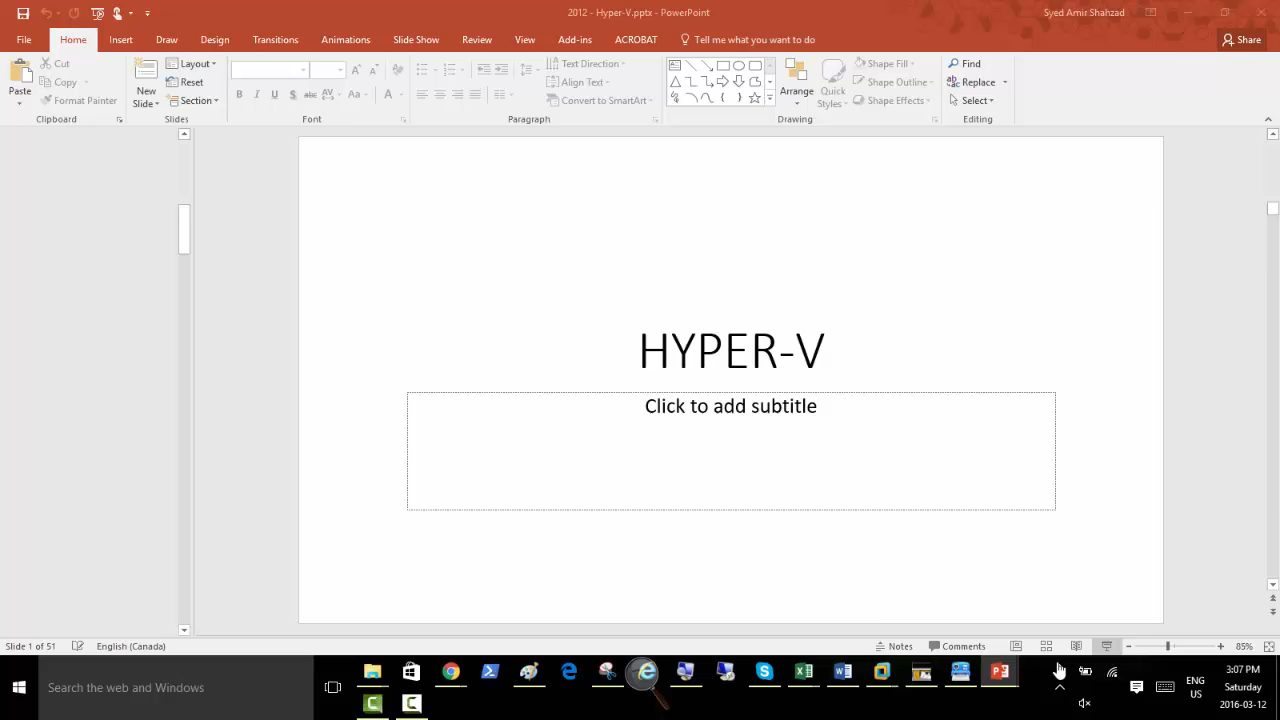 2012 - Hyper-V.pptx - PowerPoint
Syed Amir Shahzad
File Home Insert Draw Design Transitions Animations Slide Show Review View Add-ins ACROBAT Tell me what you want to do Share
Paste
Cut
Copy
Format Painter
Clipboard
New Slide
Layout
Reset
Section
Slides
B I U S abc AV Aa A
Font
Text Direction
Align Text
Convert to SmartArt
Paragraph
Arrange
Quick Styles
Shape Fill
Shape Outline
Shape Effects
Drawing
Find
Replace
Select
Editing
HYPER-V
Click to add subtitle
Slide 1 of 51 English (Canada) Notes Comments 85%
Search the web and Windows
ENG
US
3:07 PM
Saturday
2016-03-12